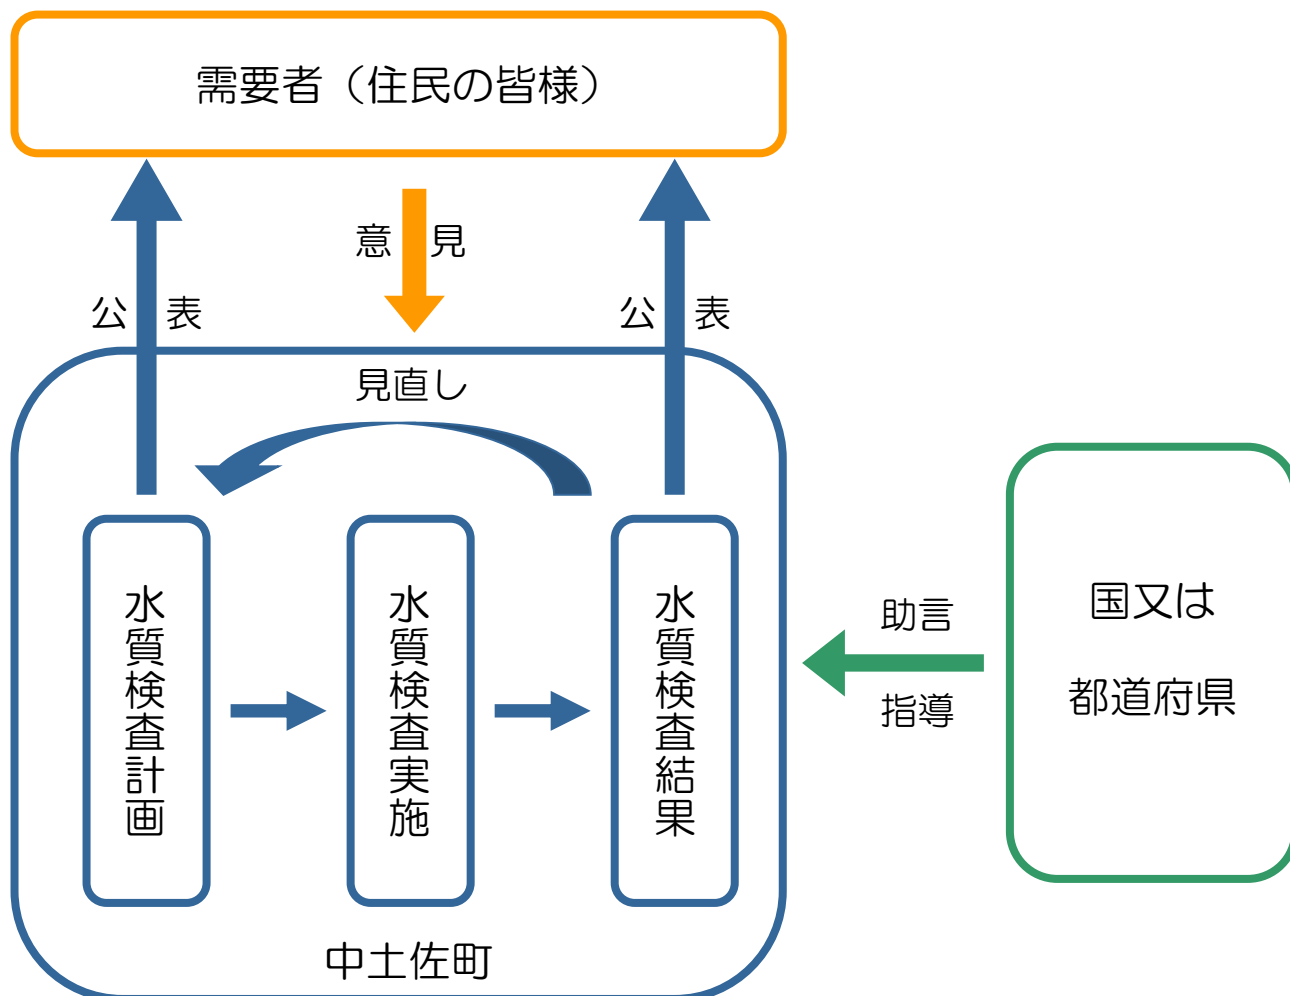 需要者（住民の皆様）
意見
公表
公表
見直し
水質検査計画
水質検査実施
水質検査結果
助言
指導
国又は
都道府県
中土佐町